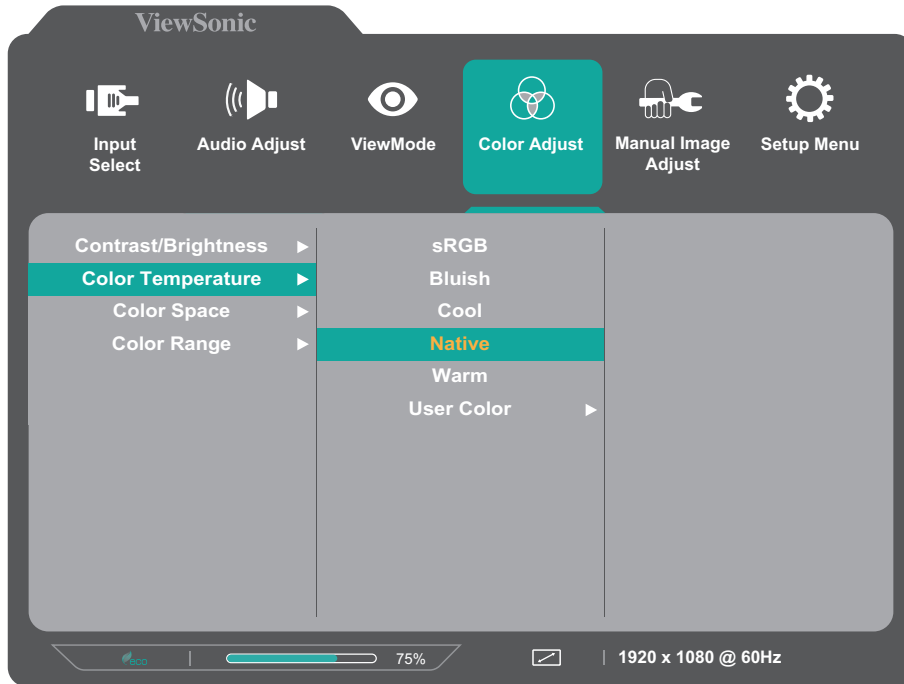 ViewSonic
Input
Select
Audio Adjust
ViewMode
Color Adjust
Manual Image
Adjust
Setup Menu
Contrast/Brightness
Color Temperature
Color Space
Color Range
sRGB
Bluish
Cool
Native
Warm
User Color
eco
75%
1920 x 1080 @ 60Hz